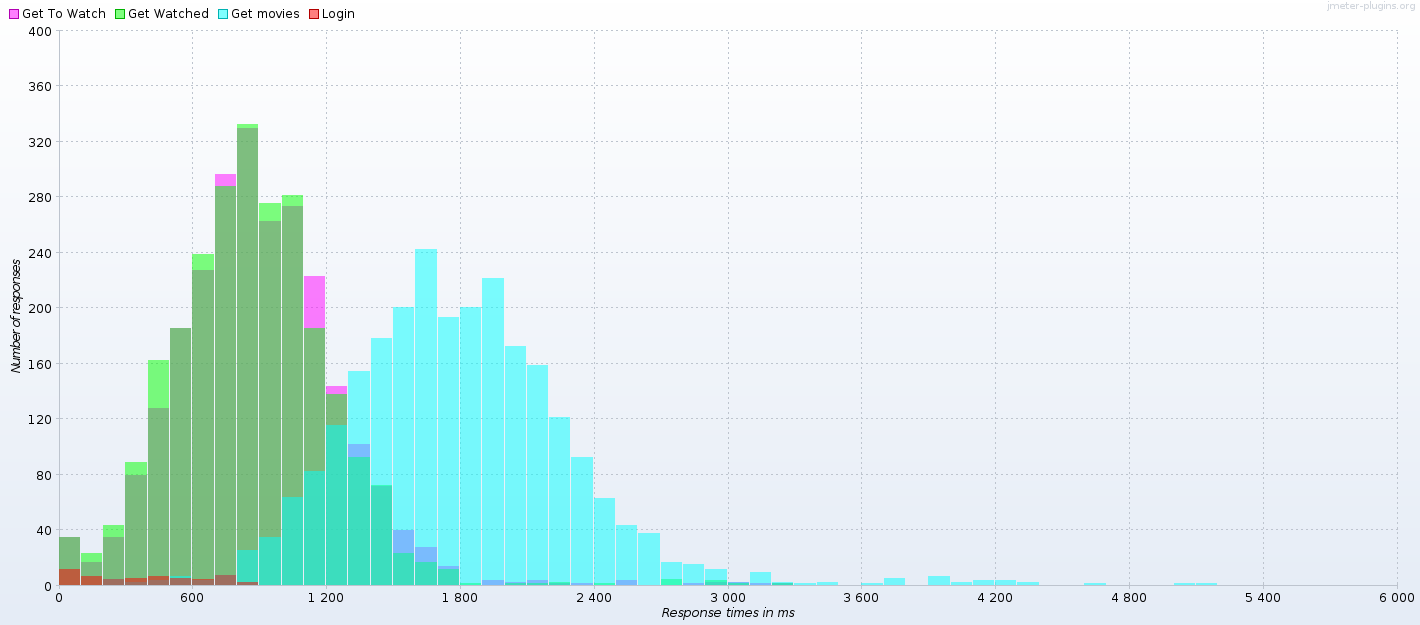 Get To Watch Get Watched Get movies Login
jmeter-plugins.org
400
360
320
280
240
200
160
120
80
40
0
Number of responses
0 600 1 200 1 800 2 400 3 000 3 600 4 200 4 800 5 400 6 000
Response times in ms